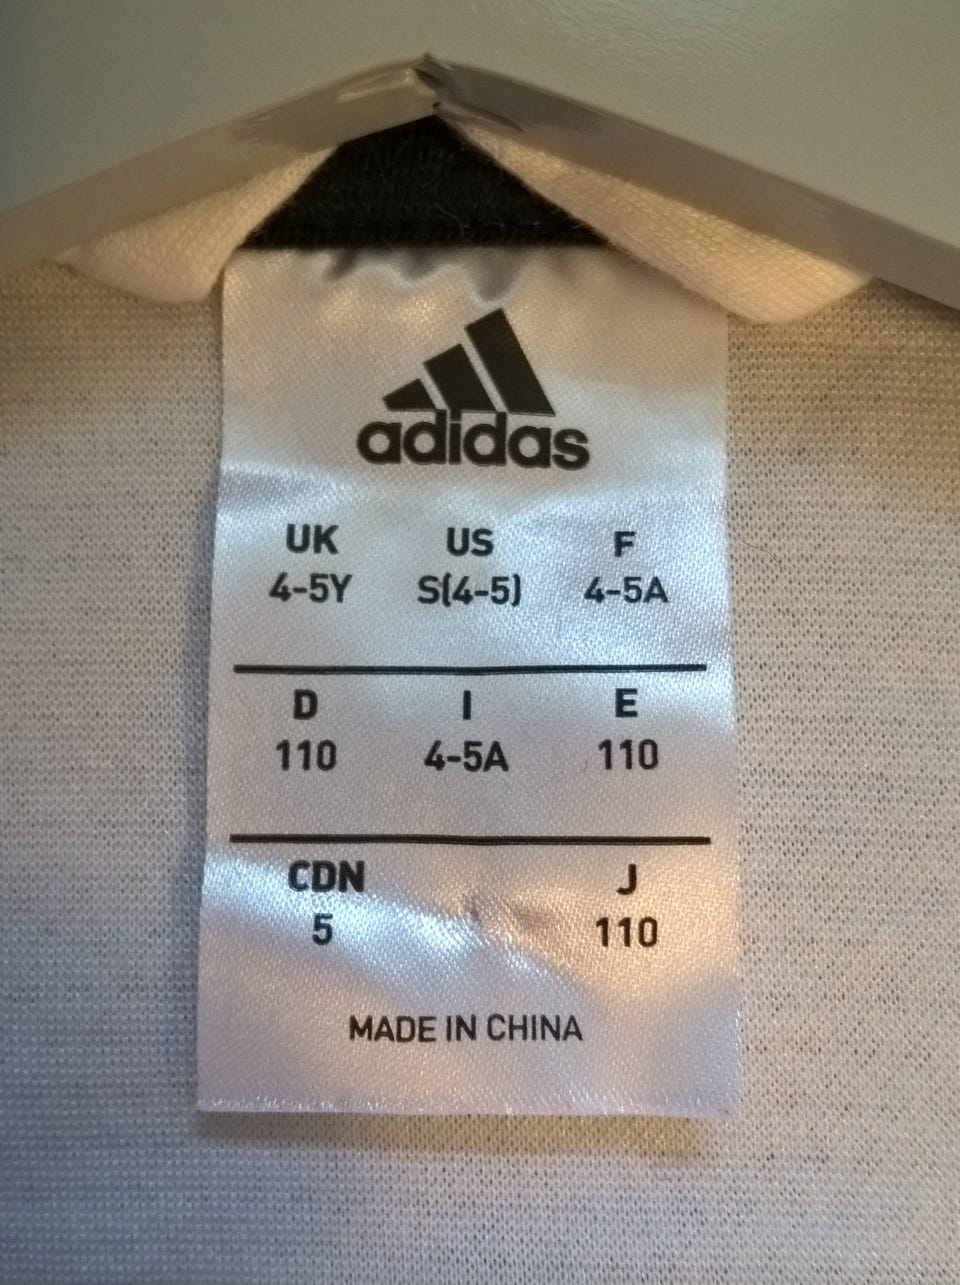 adidas
UK US F
4-5Y S(4-5) 4-5A
D I E
110 4-5A 110
CDN J
5 110
MADE IN CHINA